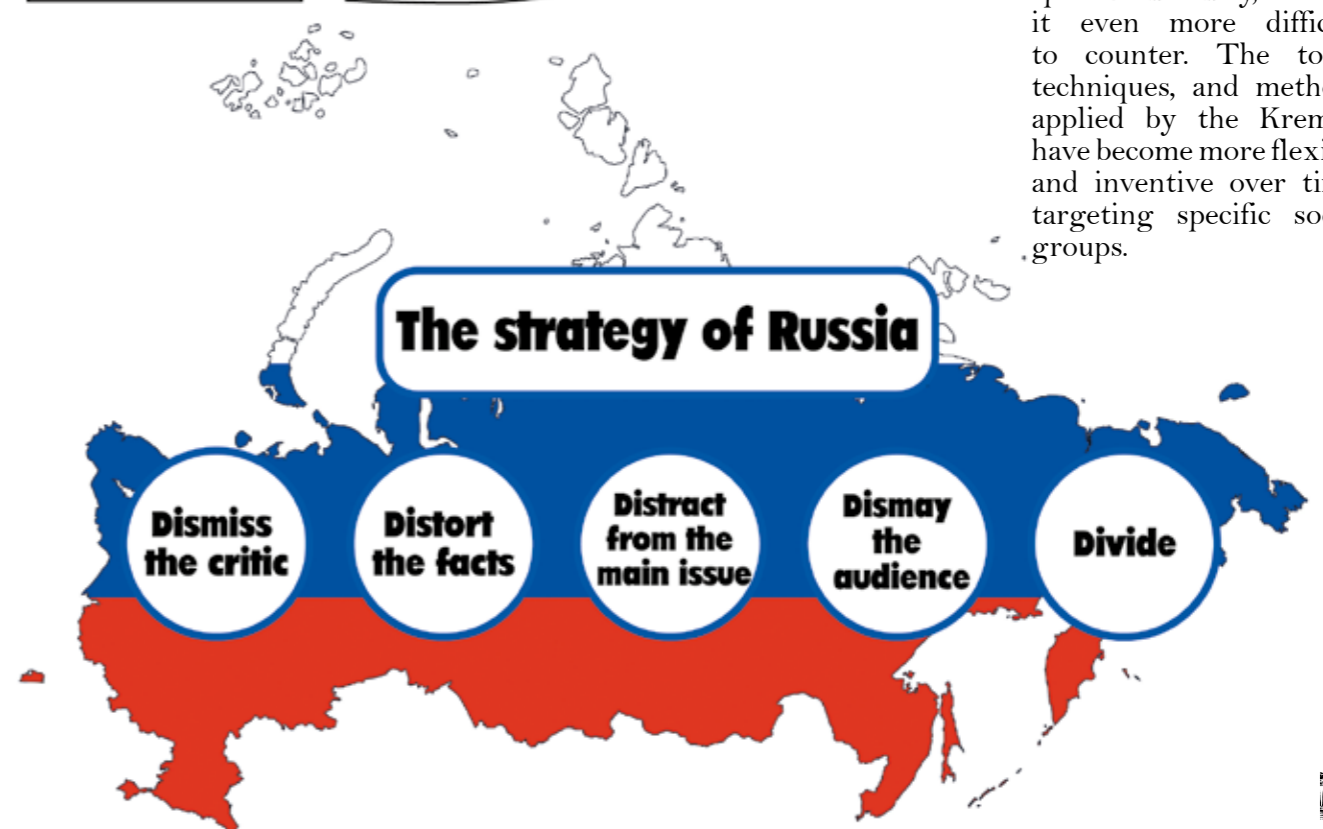 it even more
to counter. The
techniques, and
applied by the
have become more
and inventive over
targeting specific
groups.
The strategy of Russia
Dismiss
the critic
Distort
the facts
Distract
from the
main issue
Dismay
the
audience
Divide